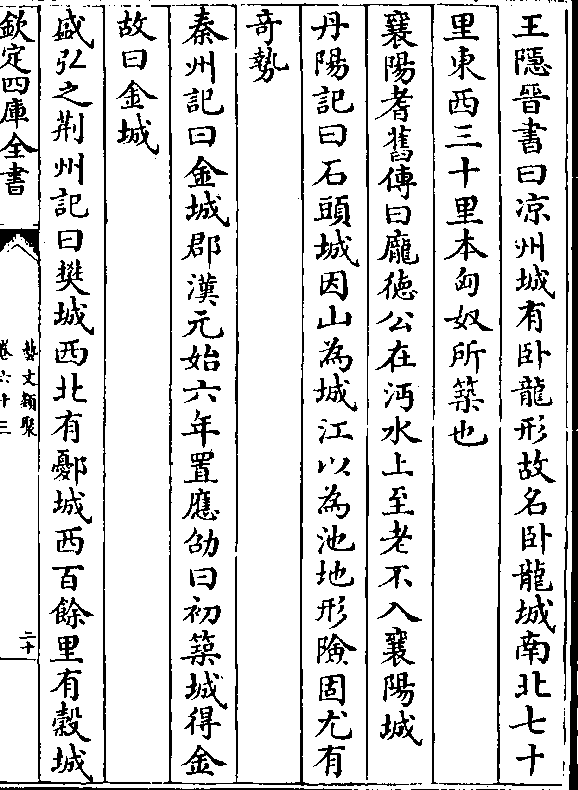 王隱晉書曰凉州城有卧龍形故名卧龍城南北七十
里東西三十里本匈奴所築也
襄陽耆舊傳曰龐徳公在沔水上至老不入襄陽城
丹陽記曰石頭城因山為城江以為池地形險固尤有
奇勢
秦州記曰金城郡漢元始六年置應劭曰初築城得金
故曰金城
盛弘之荆州記曰樊城西北有鄾城西百餘里有榖城
欽定四庫全書
藝文類聚
卷六十三
二十